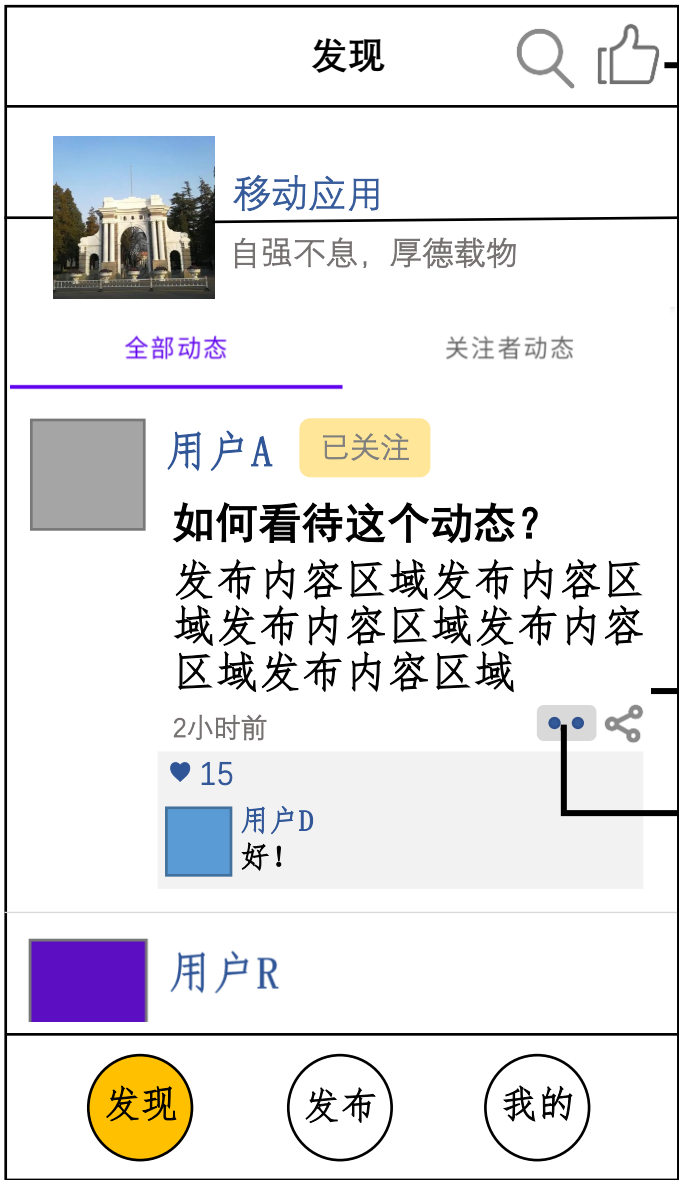 发现
移动应用
自强不息，厚德载物
全部动态 关注者动态
用户A 已关注
如何看待这个动态？
发布内容区域发布内容区
域发布内容区域发布内容
区域发布内容区域
2小时前
15
用户D
好！
用户R
发现 发布 我的